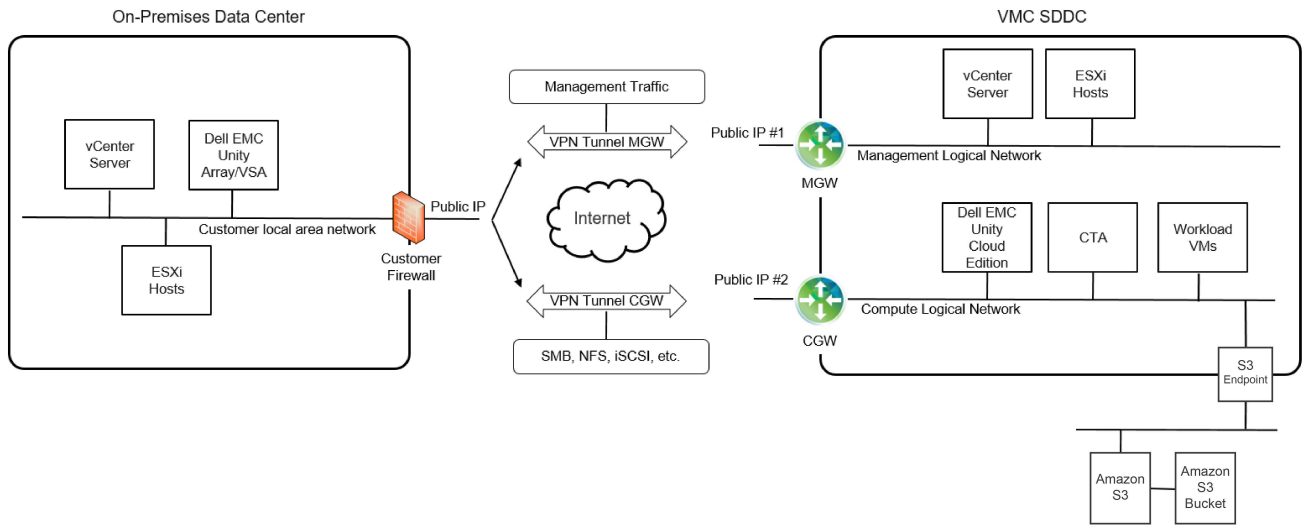 On-Premises Data Center
VMC SDDC
vCenter
Server
Dell EMC
Unity
Array/VSA
ESXi
Hosts
Customer local area network
Customer
Firewall
Public IP
Management Traffic
VPN Tunnel MGW
Internet
VPN Tunnel CGW
SMB, NFS, iSCSI, etc.
Public IP #1
MGW
vCenter
Server
ESXi
Hosts
Management Logical Network
Public IP #2
CGW
Dell EMC
Unity
Cloud
Edition
CTA
Workload
VMs
Compute Logical Network
S3
Endpoint
Amazon
S3
Amazon
S3
Bucket